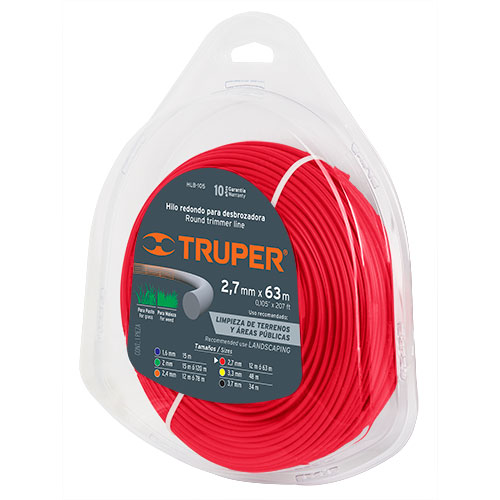 HLB-105
10 Garantía
Warranty
Hilo redondo para desbrozadora
Round trimmer line
TRUPER
2,7 mm x 63 m
0,105" x 207 ft
Uso recomendado:
LIMPIEZA DE TERRENOS
Y ÁREAS PÚBLICAS
Recommended use LANDSCAPING
Para Pasto
for grass
Para Maleza
for weed
CONT. 1 PIEZA
Tamaños / Sizes
1,6 mm 15 m
2 mm 15 m ó 120 m
2,4 mm 12 m ó 78 m
2,7 mm 12 m ó 63 m
3,3 mm 48 m
3,7 mm 34 m